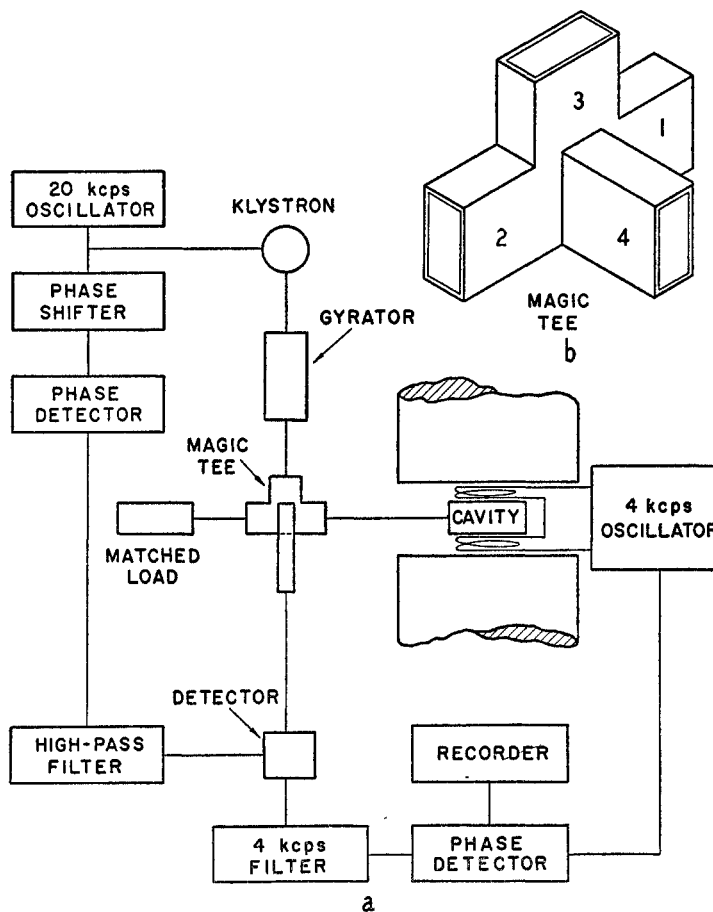 3
1
2
4
MAGIC
TEE
b
20 kcps
OSCILLATOR
KLYSTRON
PHASE
SHIFTER
GYRATOR
PHASE
DETECTOR
MAGIC
TEE
MATCHED
LOAD
CAVITY
4 kcps
OSCILLATOR
DETECTOR
HIGH-PASS
FILTER
RECORDER
4 kcps
FILTER
PHASE
DETECTOR
a